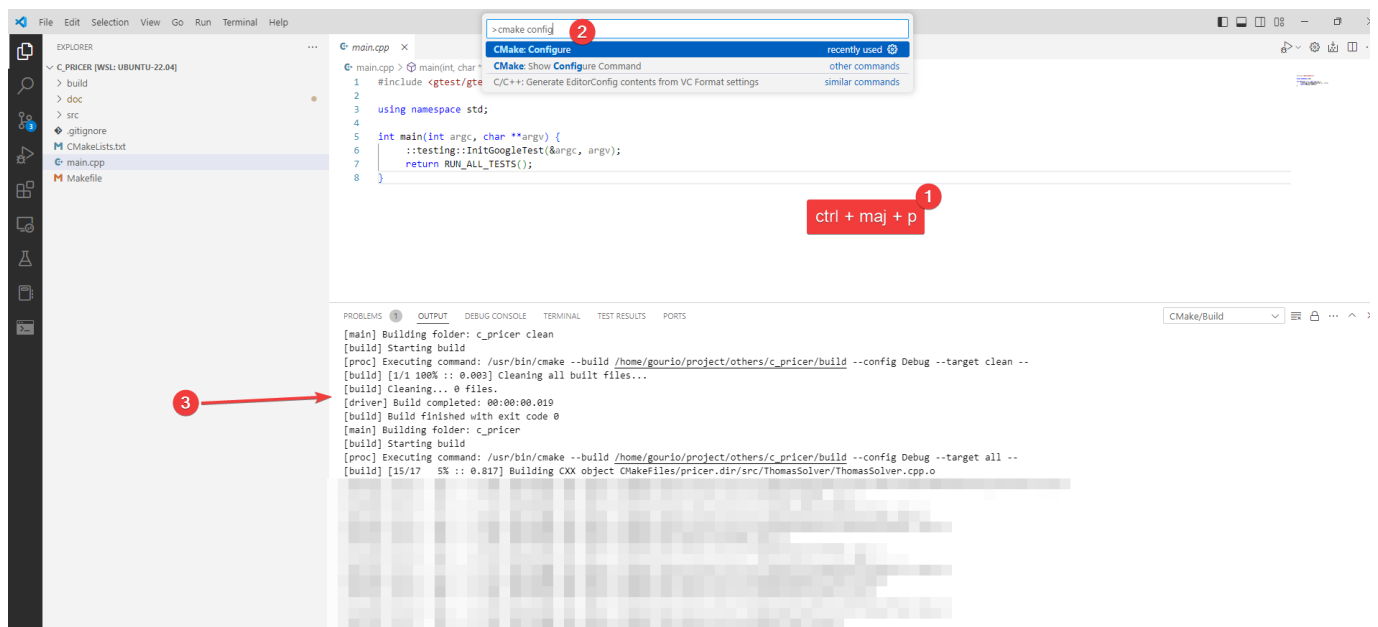 File Edit Selection View Go Run Terminal Help
>cmake config
2
CMake: Configure recently used
CMake: Show Configure Command other commands
C/C++: Generate EditorConfig contents from VC Format settings similar commands
EXPLORER ...
C_PRICER [WSL: UBUNTU-22.04]
build
doc
src
.gitignore
CMakeLists.txt
main.cpp
Makefile
3
main.cpp
main.cpp > main(int, char *
1 #include <gtest/gte
2
3 using namespace std;
4
5 int main(int argc, char **argv) {
6 ::testing::InitGoogleTest(&argc, argv);
7 return RUN_ALL_TESTS();
8 }
1
ctrl + maj + p
PROBLEMS 1 OUTPUT DEBUG CONSOLE TERMINAL TEST RESULTS PORTS CMake/Build
[main] Building folder: c_pricer clean
[build] Starting build
[proc] Executing command: /usr/bin/cmake --build /home/gourio/project/others/c_pricer/build --config Debug --target clean --
[build] [1/1 100% :: 0.003] Cleaning all built files...
[build] Cleaning... 0 files.
[driver] Build completed: 00:00:00.019
[build] Build finished with exit code 0
[main] Building folder: c_pricer
[build] Starting build
[proc] Executing command: /usr/bin/cmake --build /home/gourio/project/others/c_pricer/build --config Debug --target all --
[build] [15/17 5% :: 0.817] Building CXX object CMakeFiles/pricer.dir/src/ThomasSolver/ThomasSolver.cpp.o
3